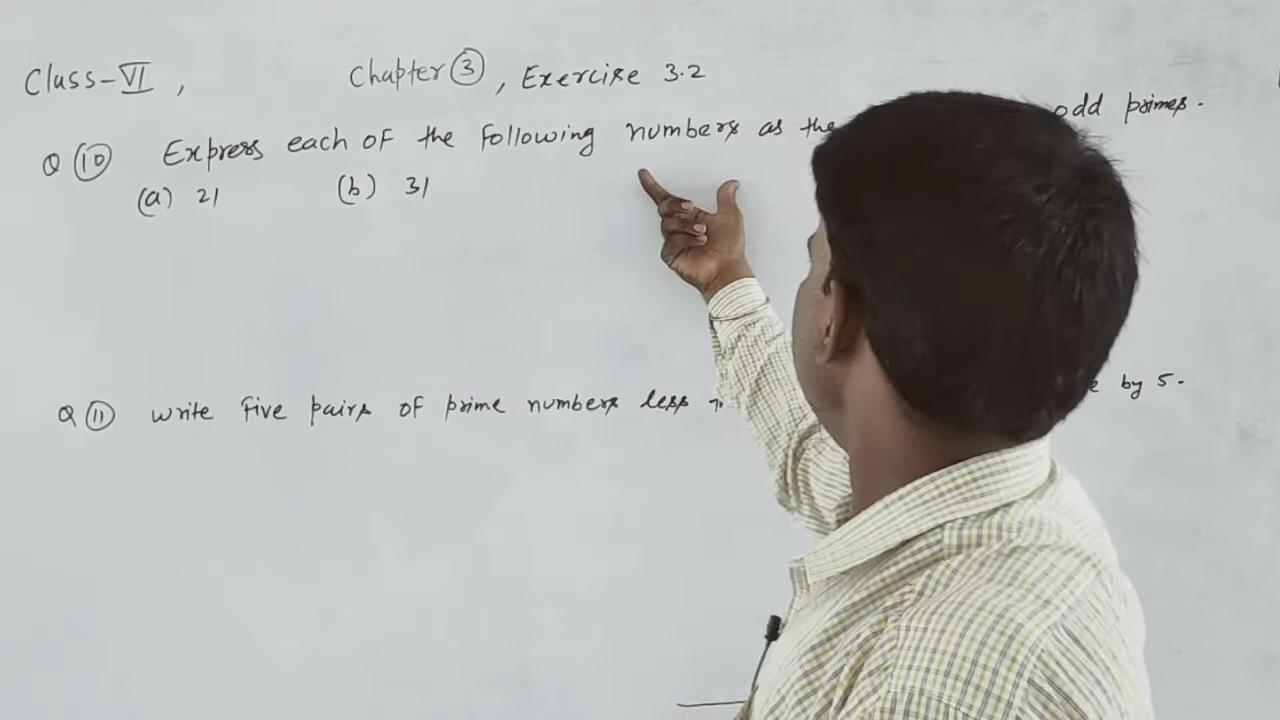 Class-VI, Chapter 3, Exercise 3.2
Q 10 Express each of the following numbers as the odd primes.
(a) 21 (b) 31
Q 11 write five pairs of prime numbers less by 5.